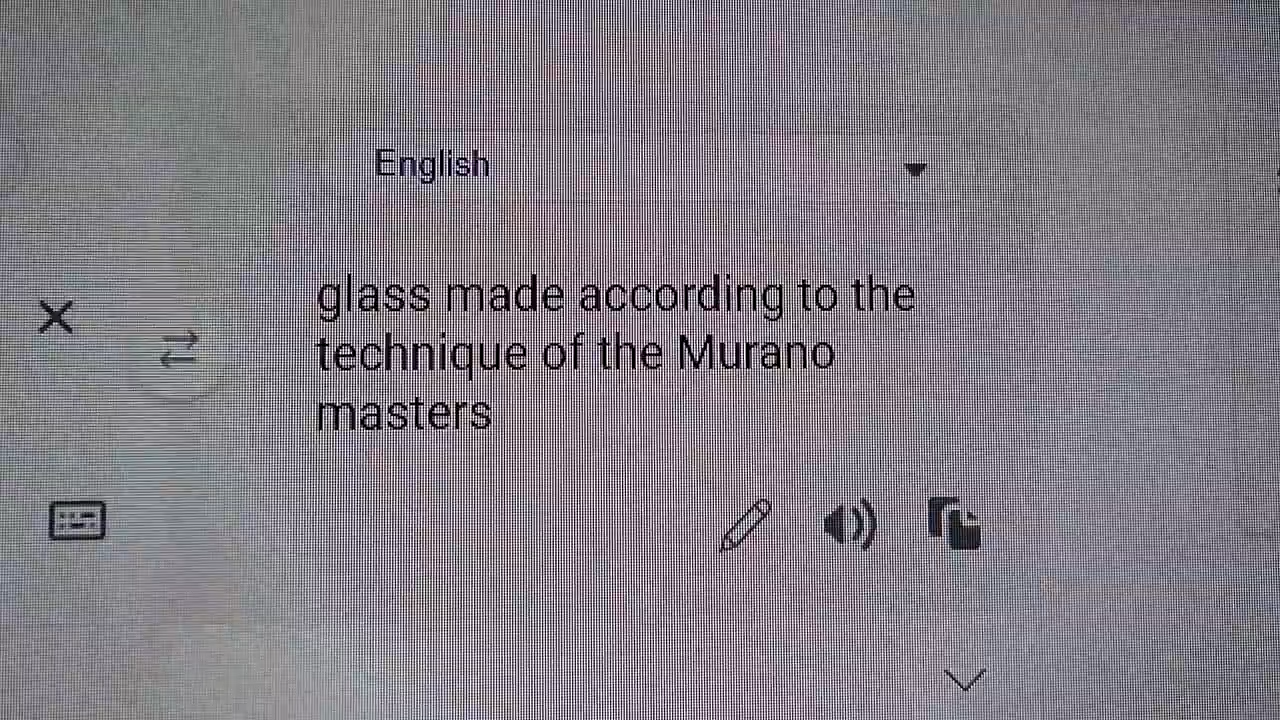 English
glass made according to the
technique of the Murano
masters